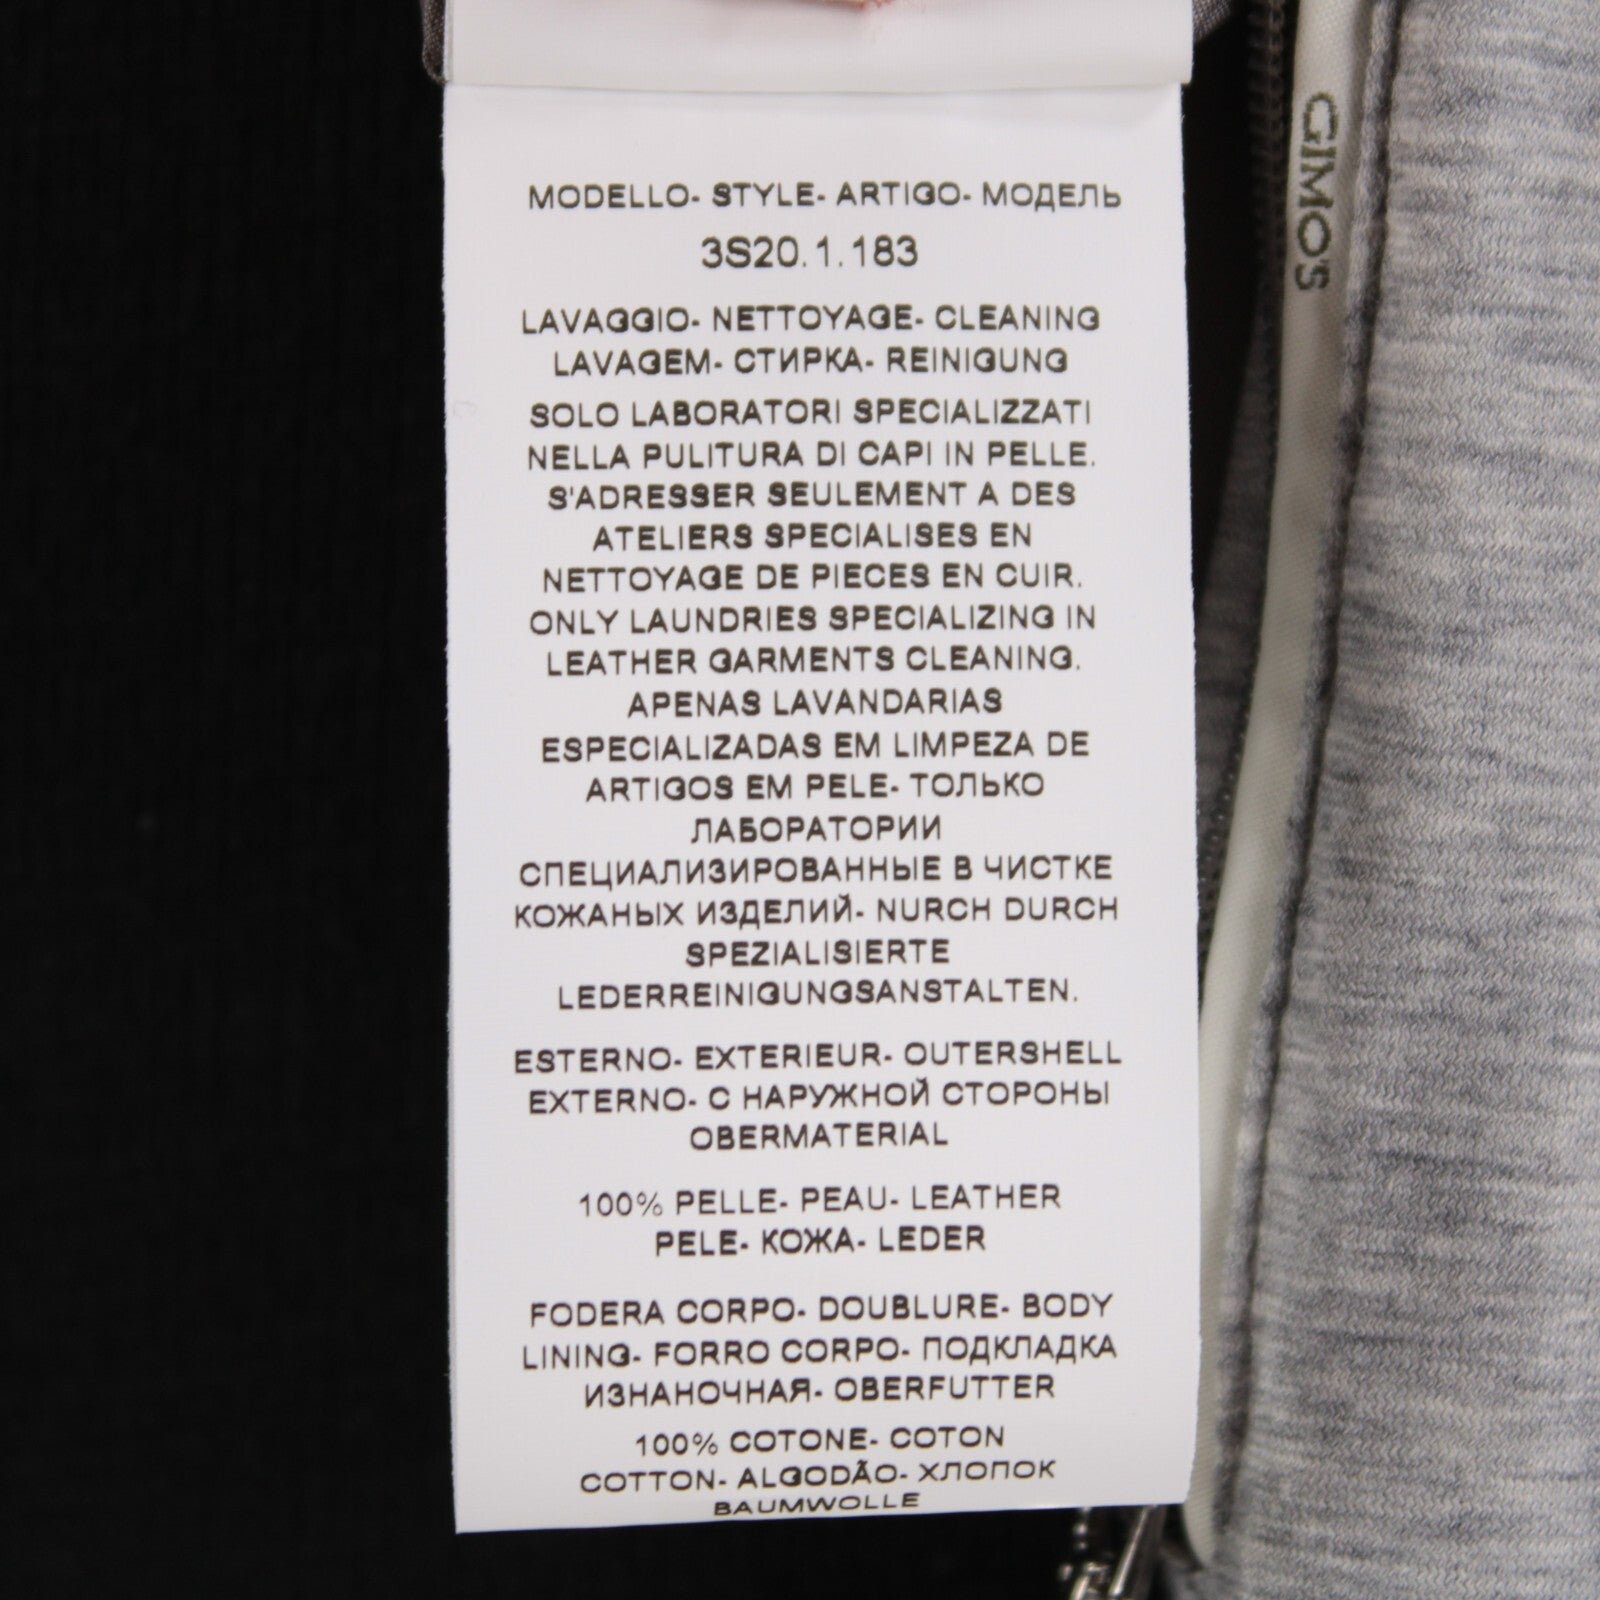 MODELLO- STYLE- ARTIGO- МОДЕЛЬ
3S20.1.183
LAVAGGIO- NETTOYAGE- CLEANING
LAVAGEM- СТИРКА- REINIGUNG
SOLO LABORATORI SPECIALIZZATI
NELLA PULITURA DI CAPI IN PELLE.
S'ADRESSER SEULEMENT A DES
ATELIERS SPECIALISES EN
NETTOYAGE DE PIECES EN CUIR.
ONLY LAUNDRIES SPECIALIZING IN
LEATHER GARMENTS CLEANING.
APENAS LAVANDARIAS
ESPECIALIZADAS EM LIMPEZA DE
ARTIGOS EM PELE- ТОЛЬКО
ЛАБОРАТОРИИ
СПЕЦИАЛИЗИРОВАННЫЕ В ЧИСТКЕ
КОЖАНЫХ ИЗДЕЛИЙ- NURCH DURCH
SPEZIALISIERTE
LEDERREINIGUNGSANSTALTEN.
ESTERNO- EXTERIEUR- OUTERSHELL
EXTERNO- С НАРУЖНОЙ СТОРОНЫ
OBERMATERIAL
100% PELLE- PEAU- LEATHER
PELE- КОЖА- LEDER
FODERA CORPO- DOUBLURE- BODY
LINING- FORRO CORPO- ПОДКЛАДКА
ИЗНАНОЧНАЯ- OBERFUTTER
100% COTONE- COTON
COTTON- ALGODÃO- ХЛОПОК
BAUMWOLLE
GIMO'S